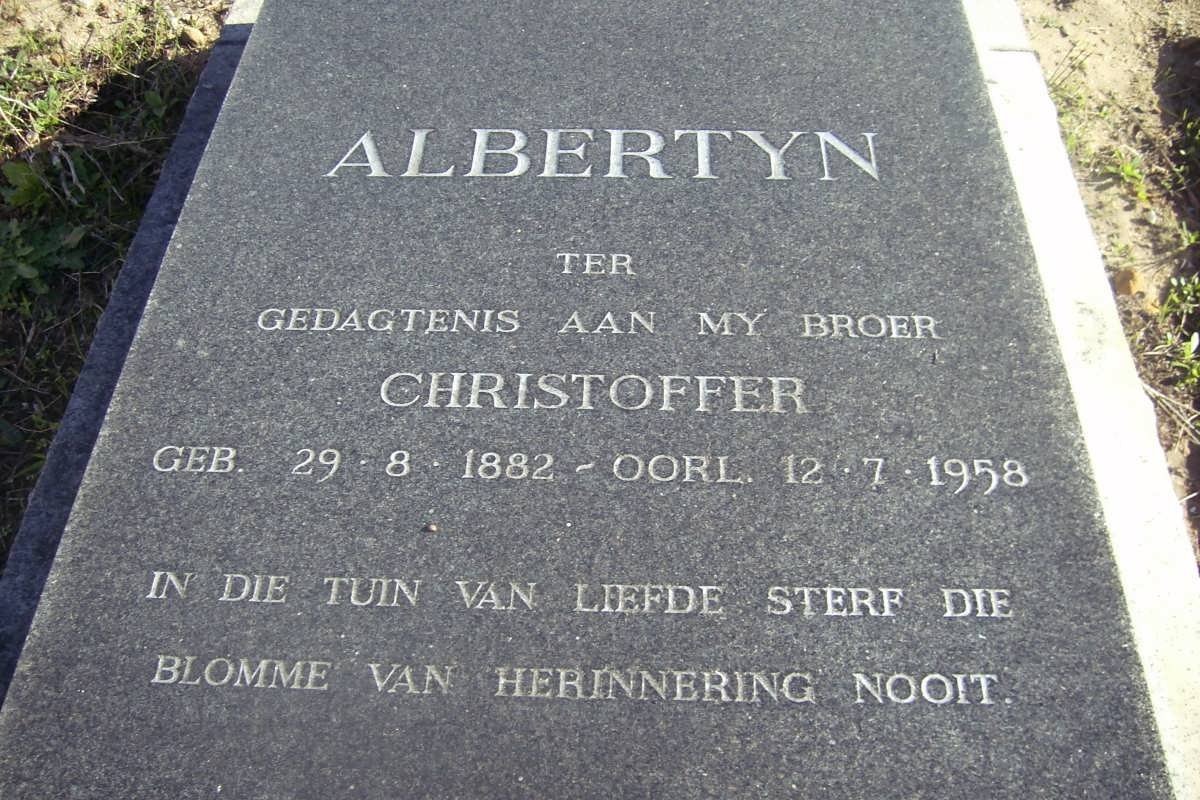 ALBERTYN
TER
GEDAGTENIS AAN MY BROER
CHRISTOFFER
GEB. 29·8·1882 - OORL. 12·7·1958
IN DIE TUIN VAN LIEFDE STERF DIE
BLOMME VAN HERINNERING NOOIT.